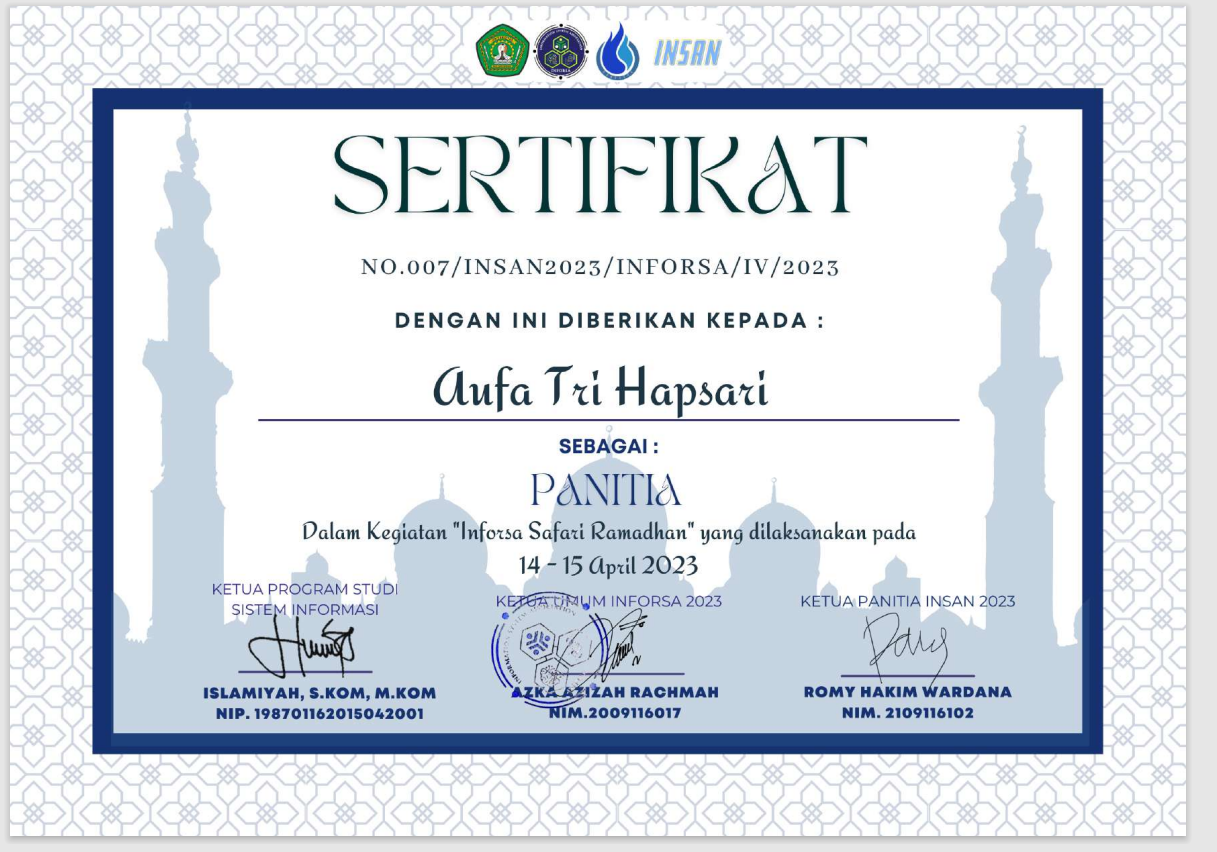 INSAN
SERTIFIKAT
NO.007/INSAN2023/INFORSA/IV/2023
DENGAN INI DIBERIKAN KEPADA :
Aufa Tri Hapsari
SEBAGAI :
PANITIA
Dalam Kegiatan "Inforsa Safari Ramadhan" yang dilaksanakan pada
14 - 15 April 2023
KETUA PROGRAM STUDI
SISTEM INFORMASI
ISLAMIYAH, S.KOM, M.KOM
NIP. 198701162015042001
KETUA UMUM INFORSA 2023
AZKA AZIZAH RACHMAH
NIM.2009116017
KETUA PANITIA INSAN 2023
ROMY HAKIM WARDANA
NIM. 2109116102